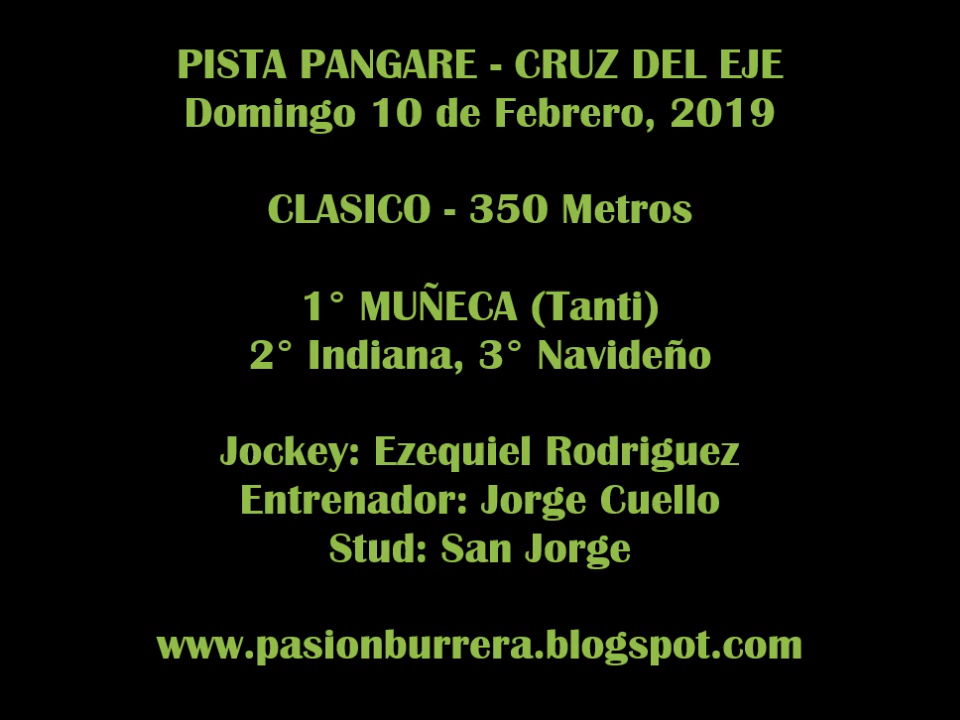 PISTA PANGARE - CRUZ DEL EJE
Domingo 10 de Febrero, 2019
CLASICO - 350 Metros
1° MUÑECA (Tanti)
2° Indiana, 3° Navideño
Jockey: Ezequiel Rodriguez
Entrenador: Jorge Cuello
Stud: San Jorge
www.pasionburrera.blogspot.com